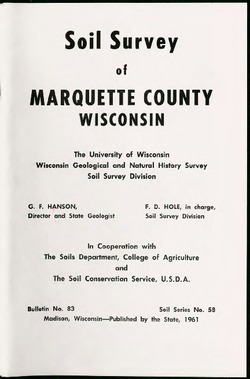 Soil Survey
of
MARQUETTE COUNTY
WISCONSIN
The University of Wisconsin
Wisconsin Geological and Natural History Survey
Soil Survey Division
G. F. HANSON, F. D. HOLE, in charge,
Director and State Geologist Soil Survey Division
In Cooperation with
The Soils Department, College of Agriculture
and
The Soil Conservation Service, U.S.D.A.
Bulletin No. 83 Soil Series No. 58
Madison, Wisconsin—Published by the State, 1961